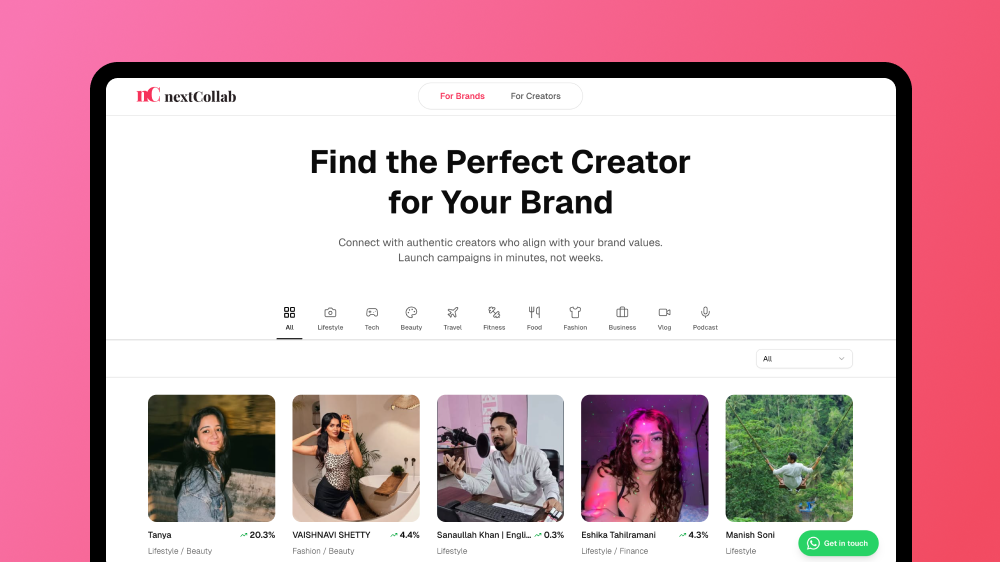 nC nextCollab
For Brands
For Creators
Find the Perfect Creator
for Your Brand
Connect with authentic creators who align with your brand values.
Launch campaigns in minutes, not weeks.
All
Lifestyle
Tech
Beauty
Travel
Fitness
Food
Fashion
Business
Vlog
Podcast
All
Tanya
20.3%
Lifestyle / Beauty
VAISHNAVI SHETTY
4.4%
Fashion / Beauty
Sanaullah Khan | Engli...
0.3%
Lifestyle
Eshika Tahilramani
4.3%
Lifestyle / Finance
Manish Soni
Lifestyle
Get in touch